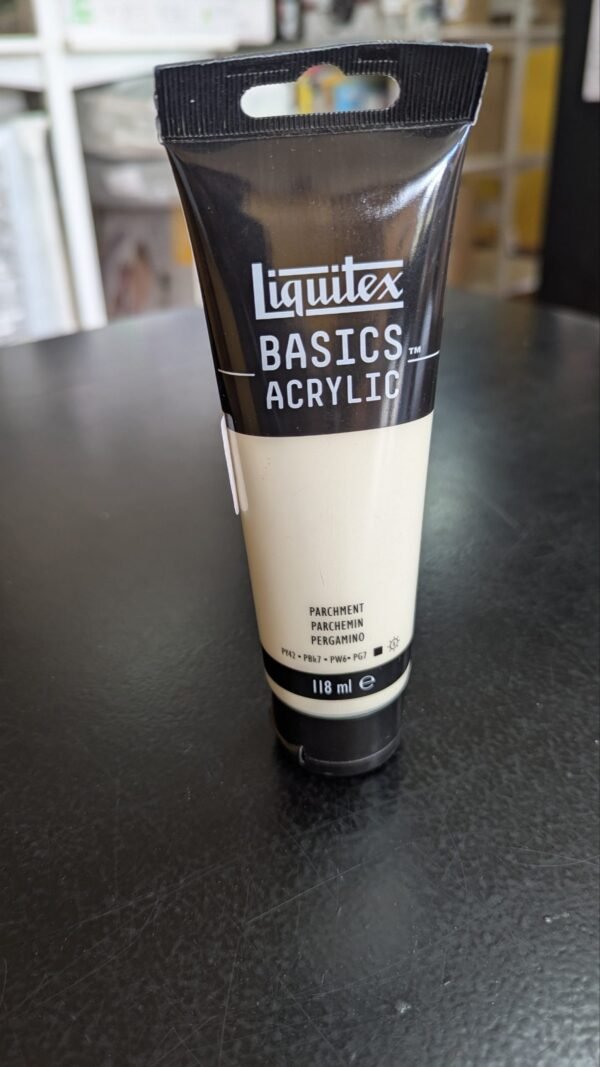 Liquitex
BASICS™
ACRYLIC
PARCHMENT
PARCHEMIN
PERGAMINO
PY42 • PBk7 • PW6 • PG7
118 ml ℮